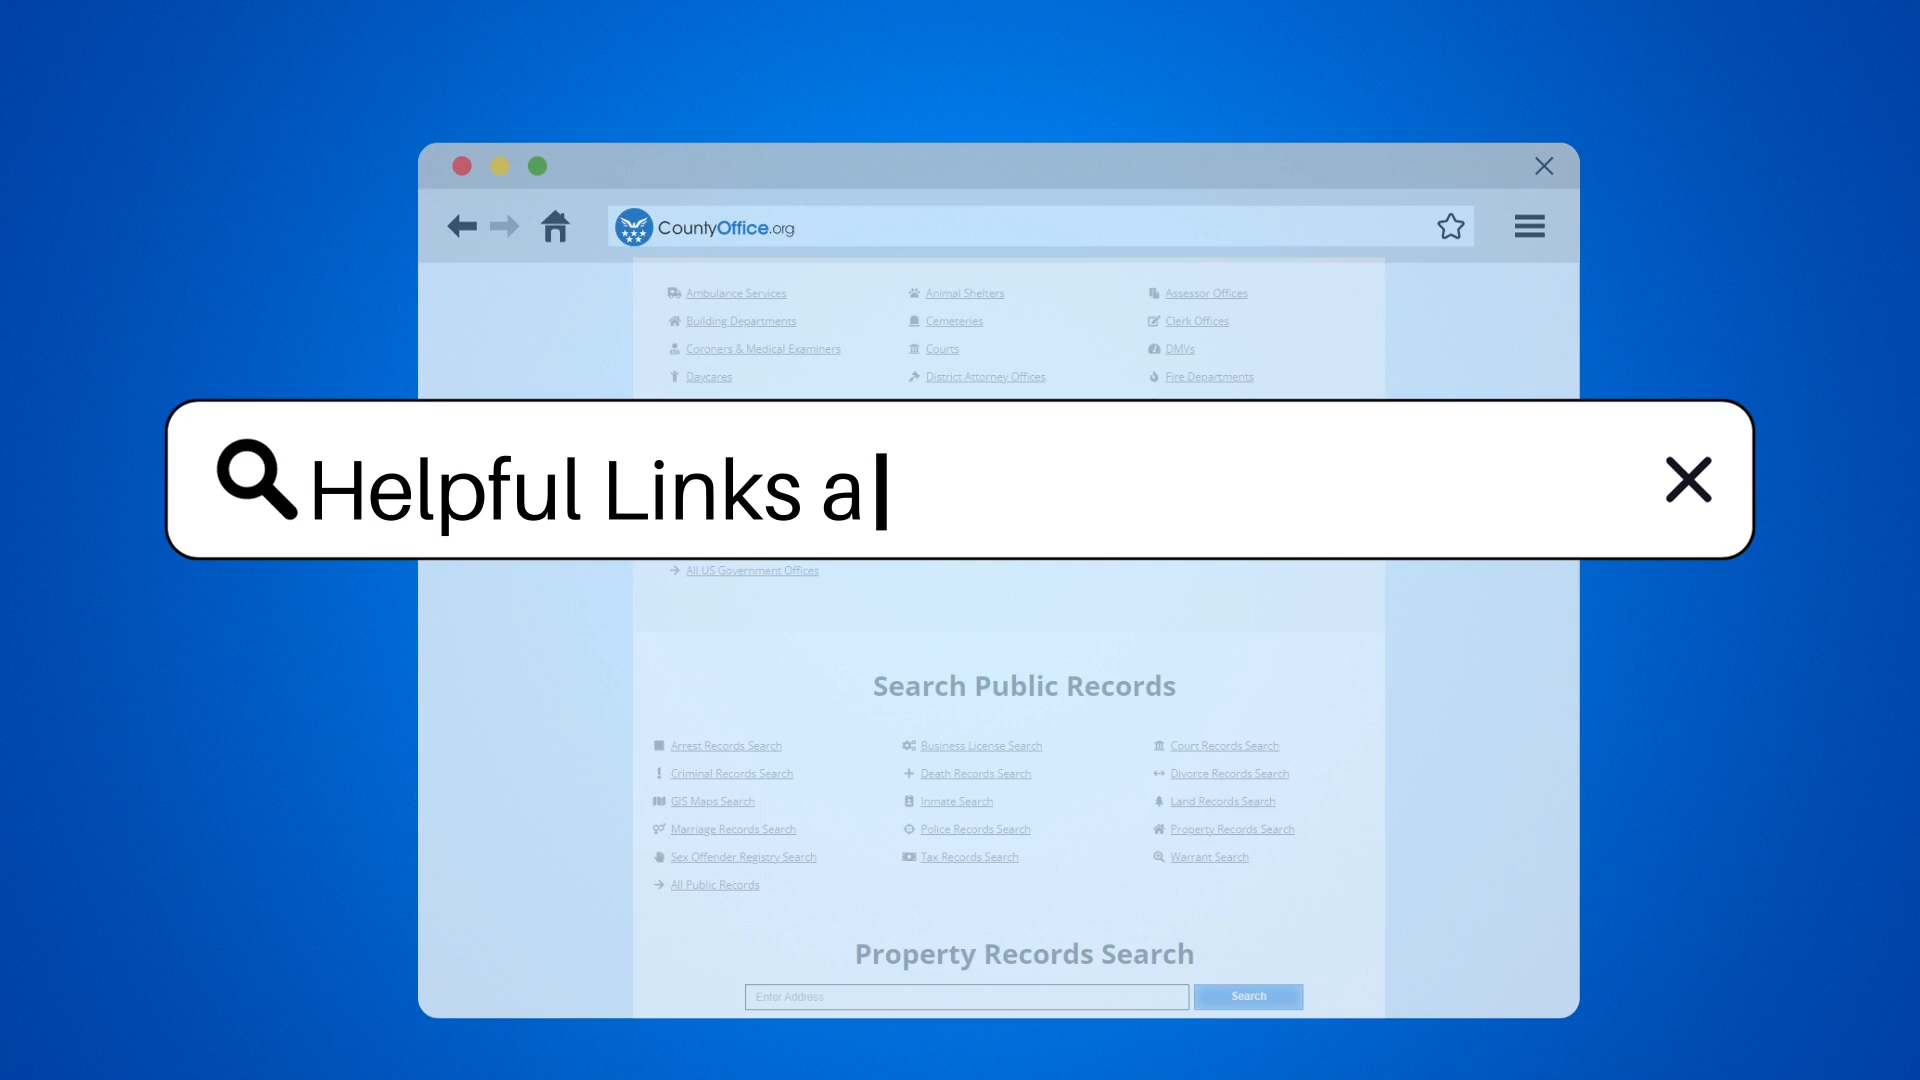 CountyOffice.org
Ambulance Services Animal Shelters Assessor Offices
Building Departments Cemeteries Clerk Offices
Coroners & Medical Examiners Courts DMVs
Daycares District Attorney Offices Fire Departments
Helpful Links a
All US Government Offices
Search Public Records
Arrest Records Search Business License Search Court Records Search
Criminal Records Search Death Records Search Divorce Records Search
GIS Maps Search Inmate Search Land Records Search
Marriage Records Search Police Records Search Property Records Search
Sex Offender Registry Search Tax Records Search Warrant Search
All Public Records
Property Records Search
Enter Address Search